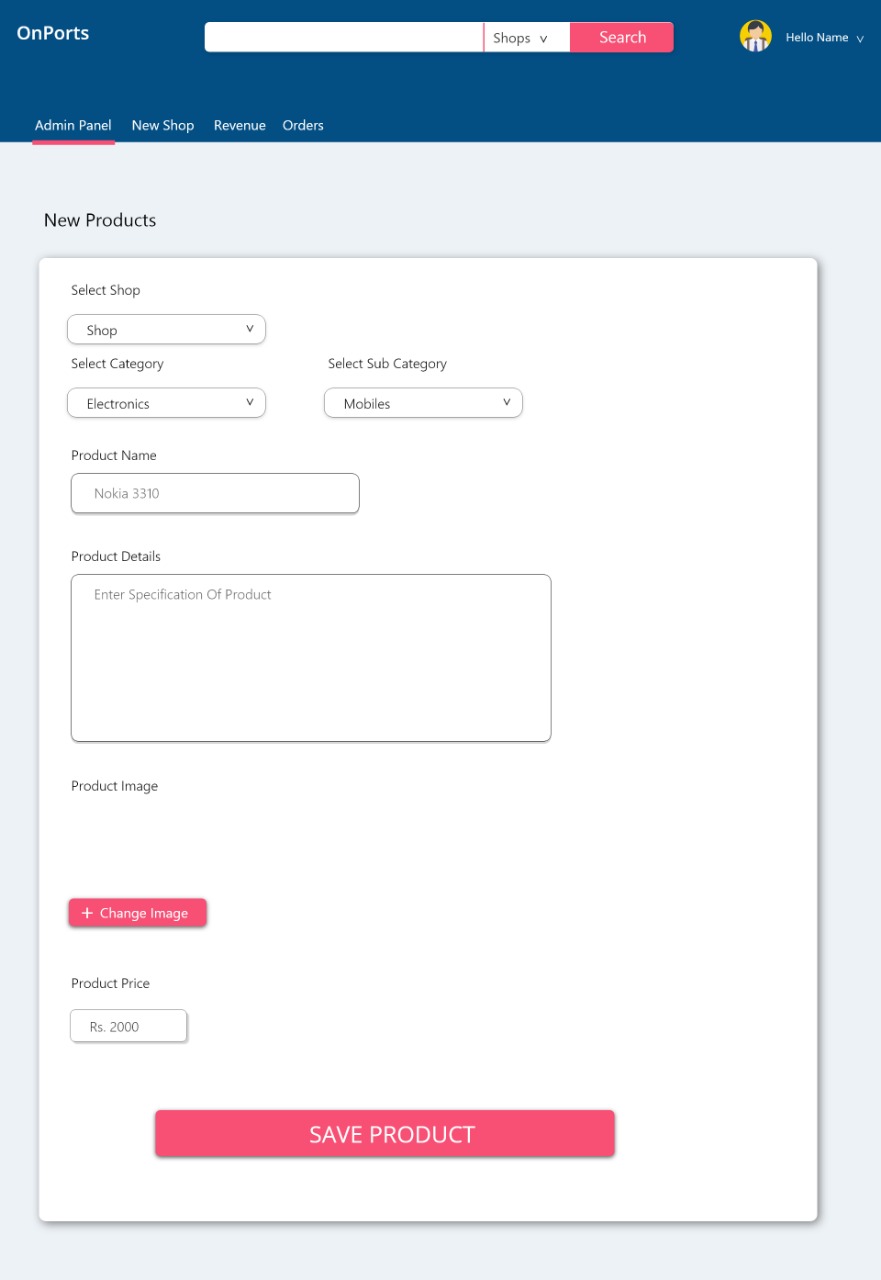 OnPorts
Shops
Search
Hello Name
Admin Panel New Shop Revenue Orders
New Products
Select Shop
Shop
Select Category Select Sub Category
Electronics Mobiles
Product Name
Nokia 3310
Product Details
Enter Specification Of Product
Product Image
+ Change Image
Product Price
Rs. 2000
SAVE PRODUCT